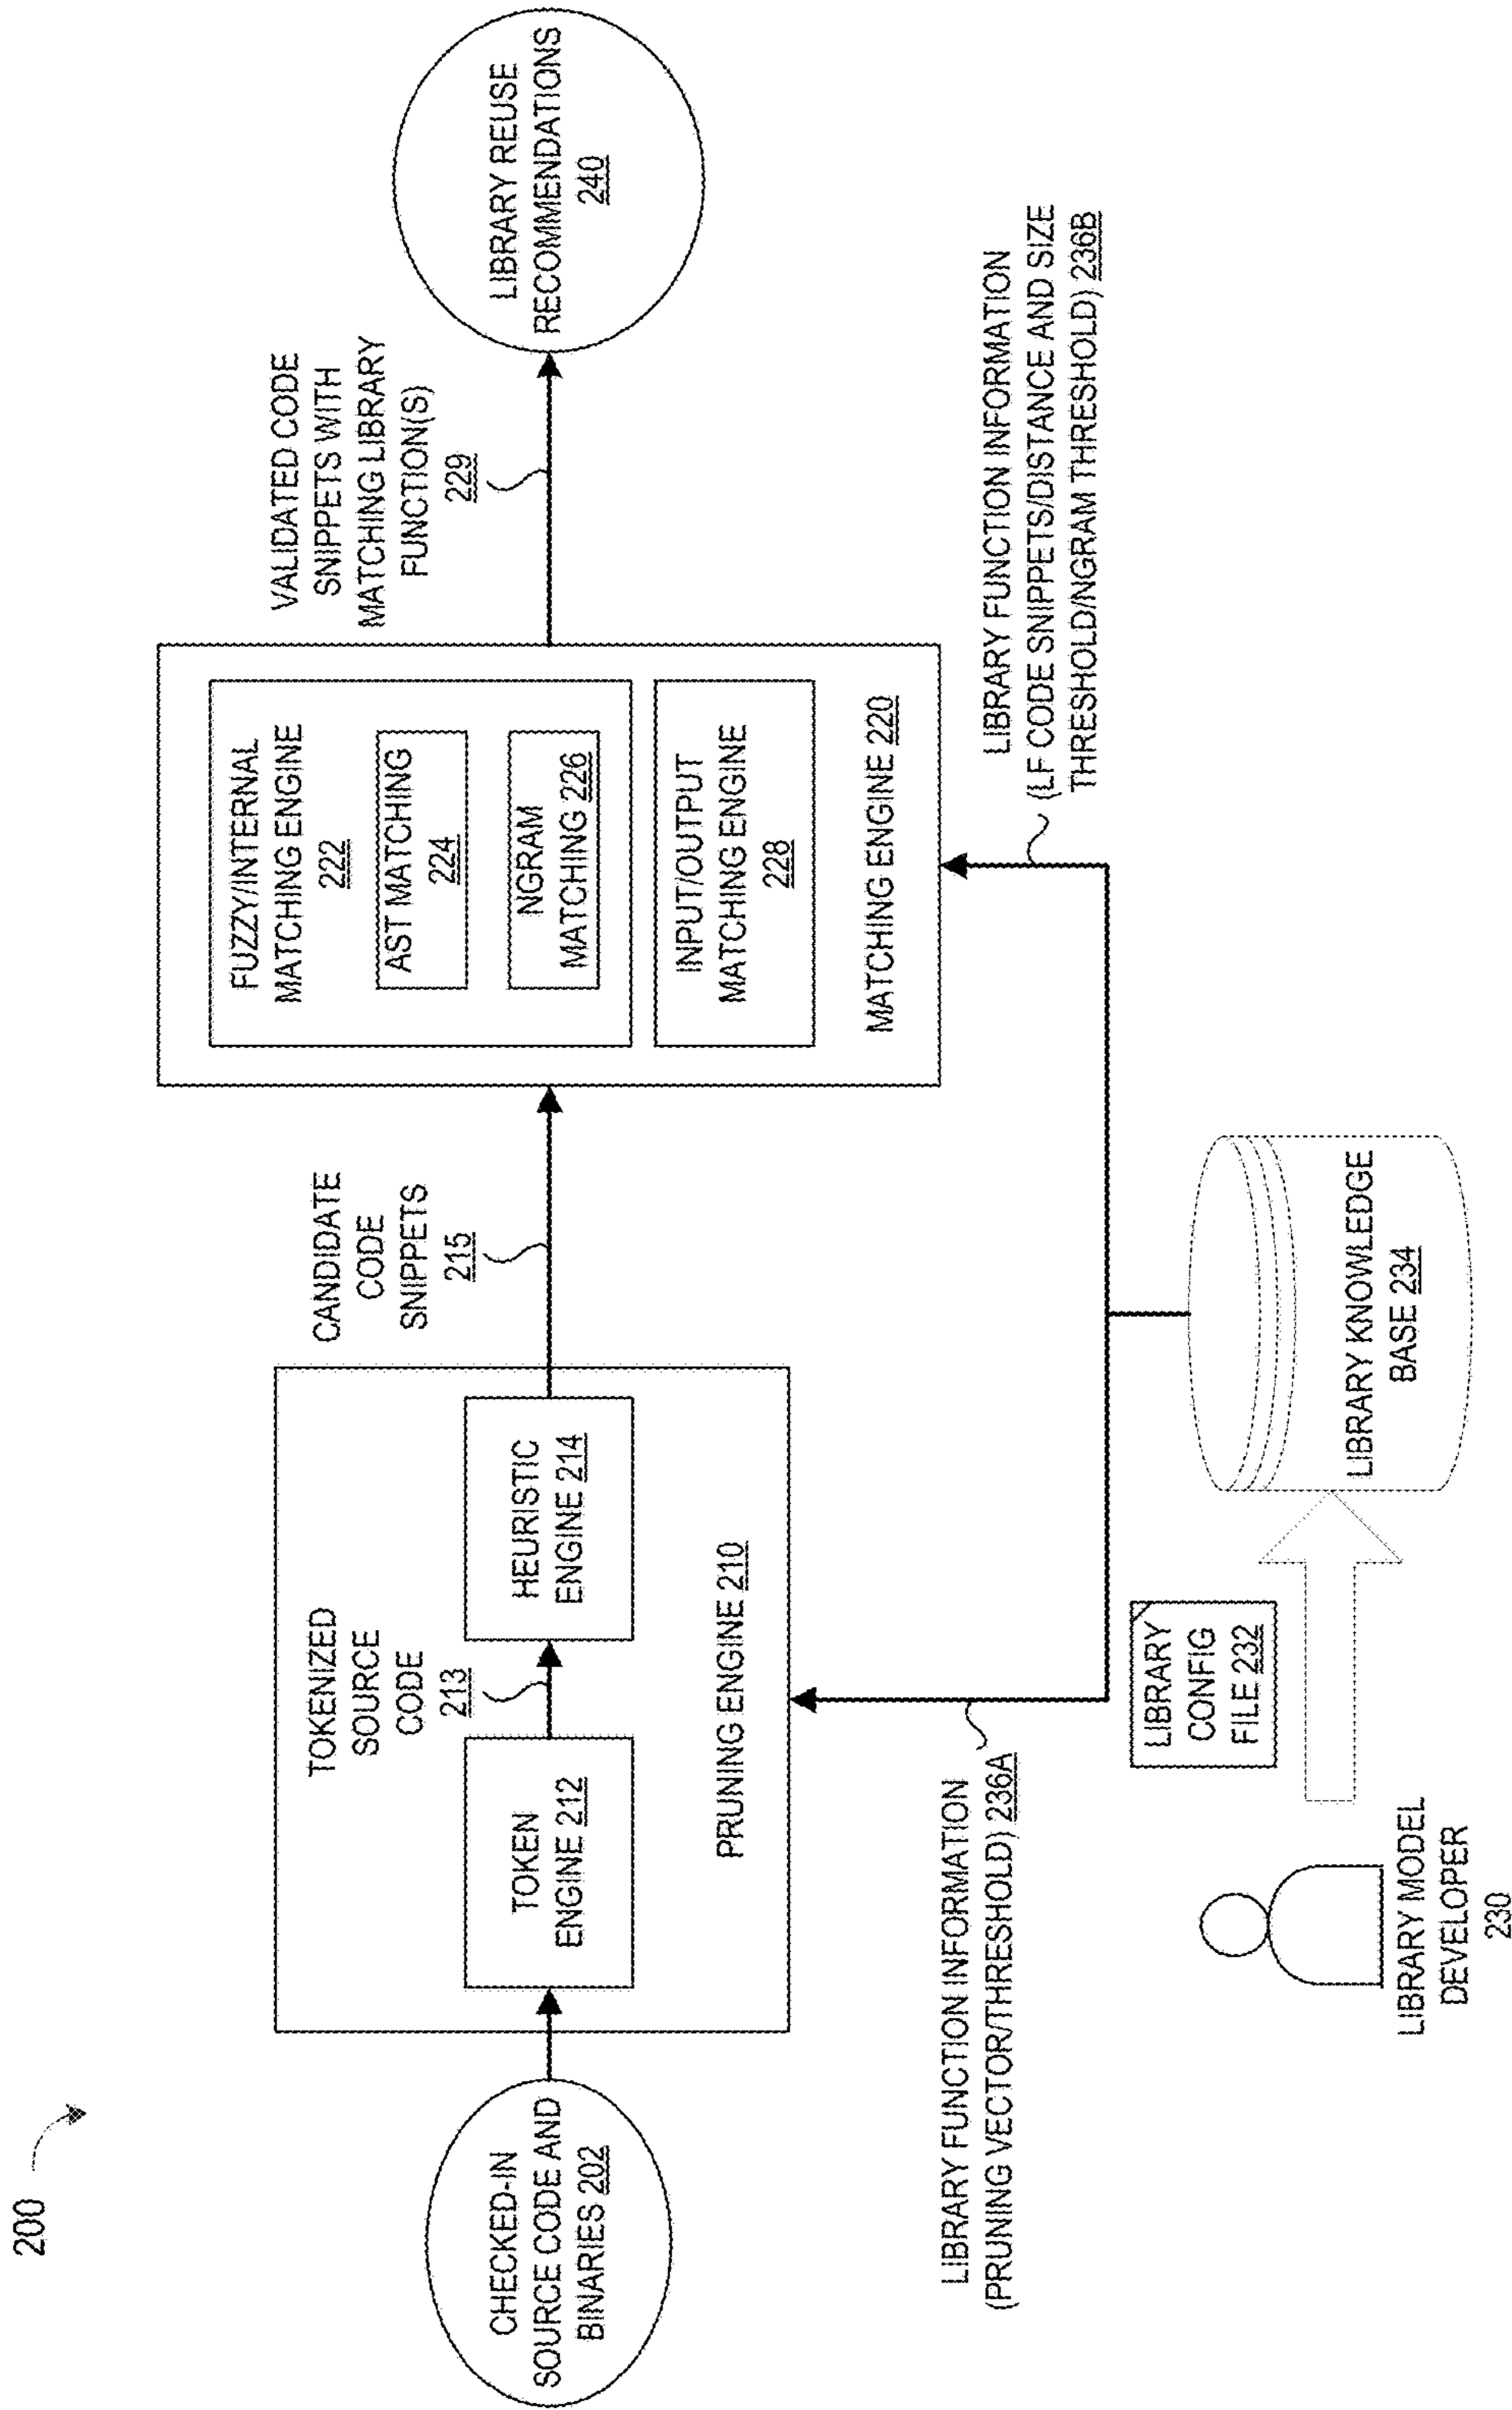 200
CHECKED-IN
SOURCE CODE AND
BINARIES 202
TOKENIZED
SOURCE
CODE
213
TOKEN
ENGINE 212
HEURISTIC
ENGINE 214
PRUNING ENGINE 210
CANDIDATE
CODE
SNIPPETS
215
FUZZY/INTERNAL
MATCHING ENGINE
222
AST MATCHING
224
NGRAM
MATCHING 226
INPUT/OUTPUT
MATCHING ENGINE
228
MATCHING ENGINE 220
VALIDATED CODE
SNIPPETS WITH
MATCHING LIBRARY
FUNCTION(S)
229
LIBRARY REUSE
RECOMMENDATIONS
240
LIBRARY FUNCTION INFORMATION
(PRUNING VECTOR/THRESHOLD) 236A
LIBRARY FUNCTION INFORMATION
(LF CODE SNIPPETS/DISTANCE AND SIZE
THRESHOLD/NGRAM THRESHOLD) 236B
LIBRARY MODEL
DEVELOPER
230
LIBRARY
CONFIG
FILE 232
LIBRARY KNOWLEDGE
BASE 234